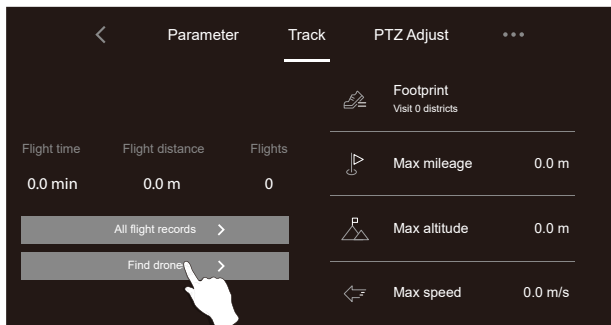 Parameter Track PTZ Adjust
Footprint
Visit 0 districts
Flight time Flight distance Flights
0.0 min 0.0 m 0
Max mileage 0.0 m
All flight records
Max altitude 0.0 m
Find drone
Max speed 0.0 m/s